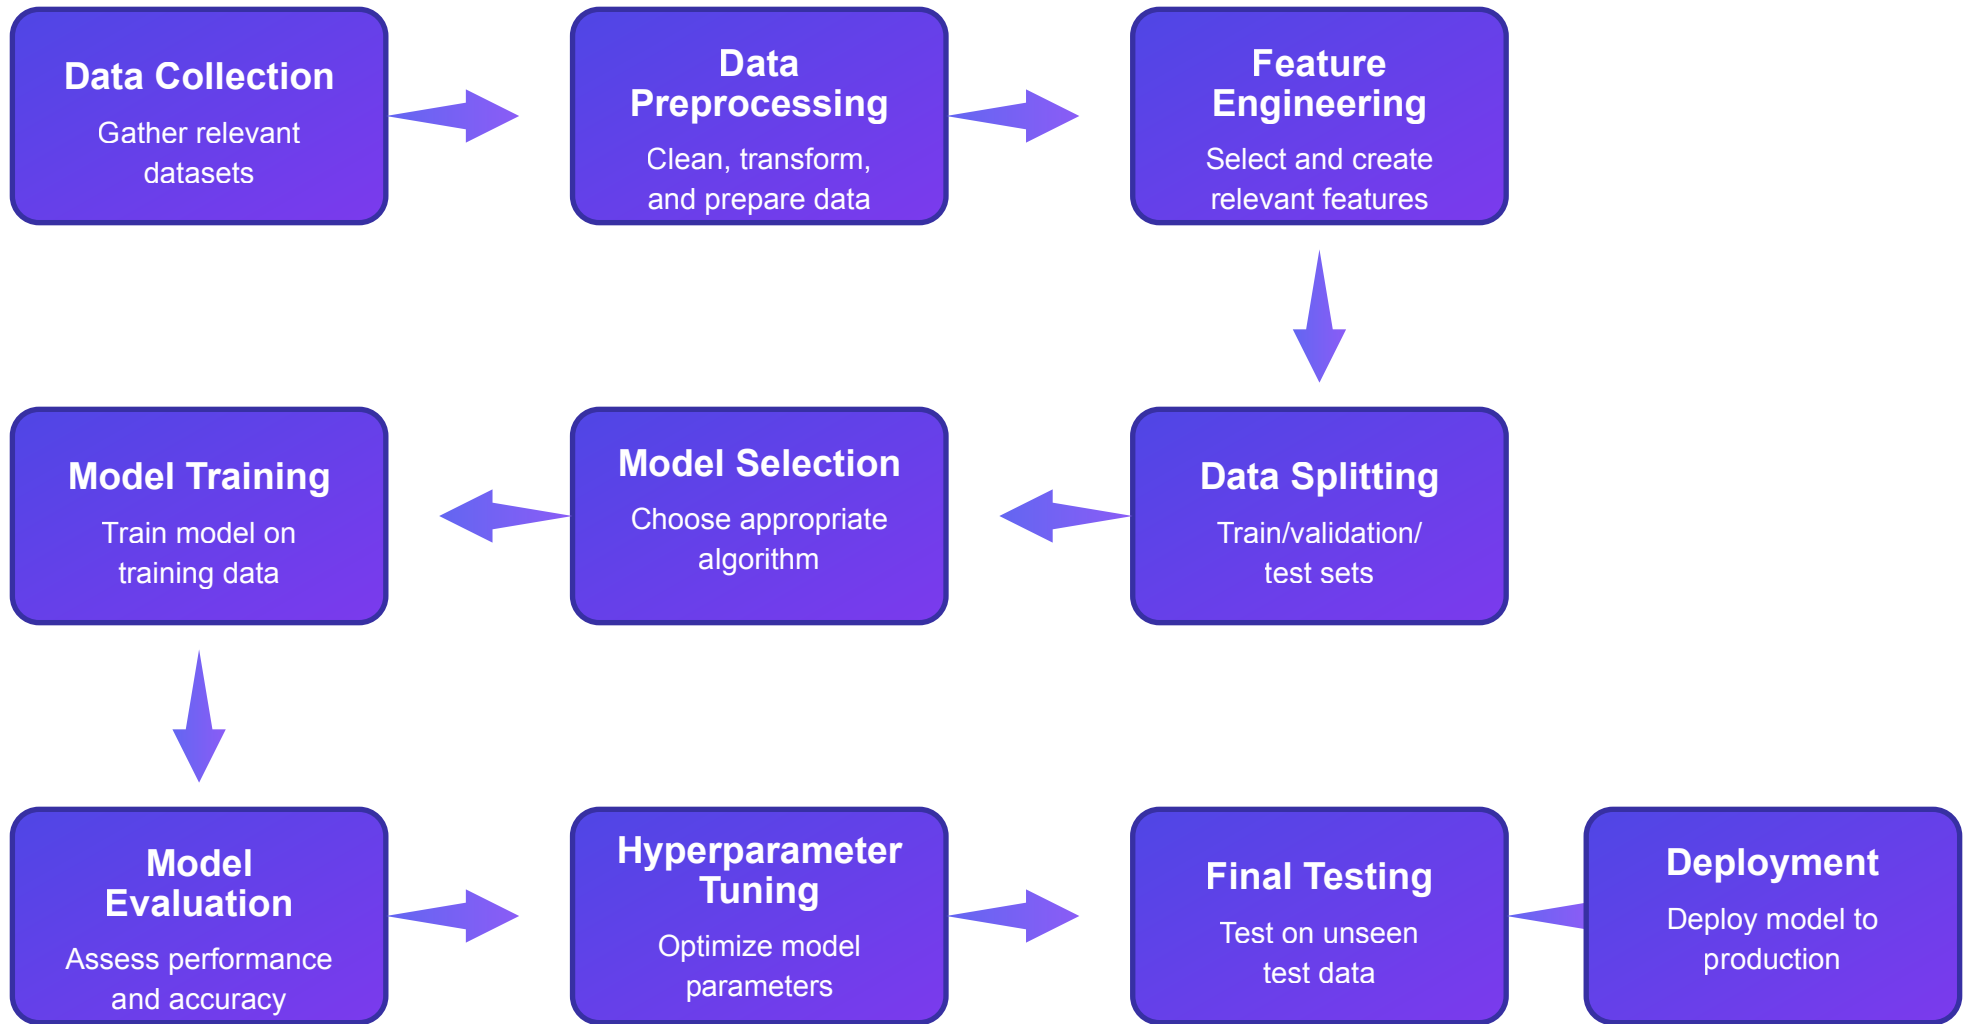 Data Collection
Gather relevant
datasets
Data
Preprocessing
Clean, transform,
and prepare data
Feature
Engineering
Select and create
relevant features
Model Training
Train model on
training data
Model Selection
Choose appropriate
algorithm
Data Splitting
Train/validation/
test sets
Model
Evaluation
Assess performance
and accuracy
Hyperparameter
Tuning
Optimize model
parameters
Final Testing
Test on unseen
test data
Deployment
Deploy model to
production